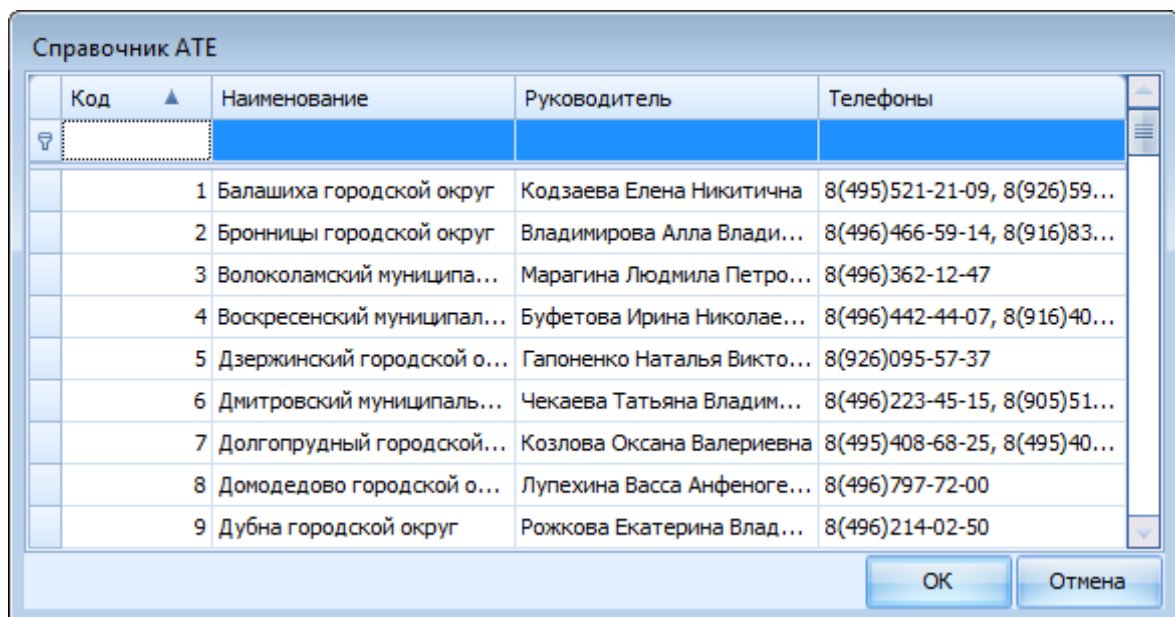 Справочник АТЕ
Код Наименование Руководитель Телефоны
1 Балашиха городской округ Кодзаева Елена Никитична 8(495)521-21-09, 8(926)59...
2 Бронницы городской округ Владимирова Алла Влади... 8(496)466-59-14, 8(916)83...
3 Волоколамский муниципа... Марагина Людмила Петро... 8(496)362-12-47
4 Воскресенский муниципал... Буфетова Ирина Николае... 8(496)442-44-07, 8(916)40...
5 Дзержинский городской о... Гапоненко Наталья Викто... 8(926)095-57-37
6 Дмитровский муниципаль... Чекаева Татьяна Владим... 8(496)223-45-15, 8(905)51...
7 Долгопрудный городской... Козлова Оксана Валериевна 8(495)408-68-25, 8(495)40...
8 Домодедово городской о... Лупехина Васса Анфеноге... 8(496)797-72-00
9 Дубна городской округ Рожкова Екатерина Влад... 8(496)214-02-50
ОК Отмена